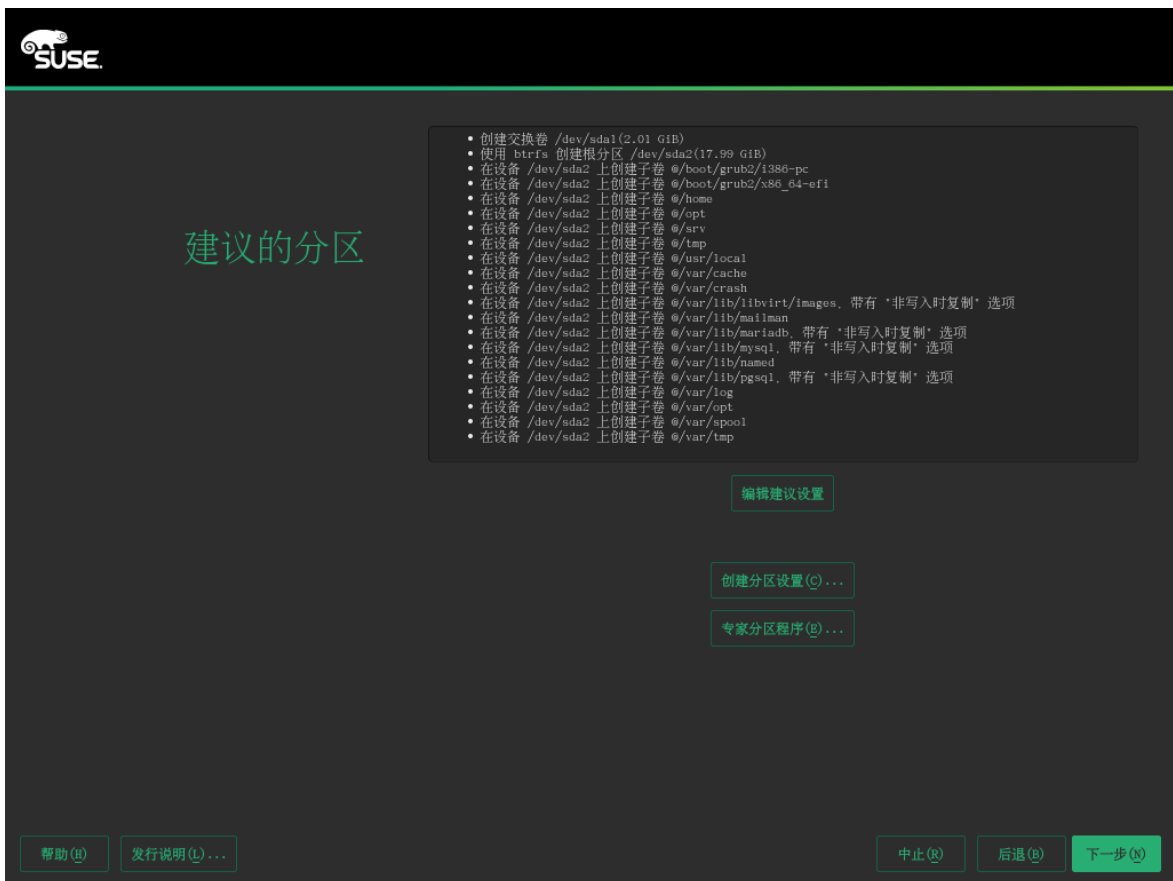 SUSE.
建议的分区
• 创建交换卷 /dev/sda1(2.01 GiB)
• 使用 btrfs 创建根分区 /dev/sda2(17.99 GiB)
• 在设备 /dev/sda2 上创建子卷 @/boot/grub2/i386-pc
• 在设备 /dev/sda2 上创建子卷 @/boot/grub2/x86_64-efi
• 在设备 /dev/sda2 上创建子卷 @/home
• 在设备 /dev/sda2 上创建子卷 @/opt
• 在设备 /dev/sda2 上创建子卷 @/srv
• 在设备 /dev/sda2 上创建子卷 @/tmp
• 在设备 /dev/sda2 上创建子卷 @/usr/local
• 在设备 /dev/sda2 上创建子卷 @/var/cache
• 在设备 /dev/sda2 上创建子卷 @/var/crash
• 在设备 /dev/sda2 上创建子卷 @/var/lib/libvirt/images, 带有 "非写入时复制" 选项
• 在设备 /dev/sda2 上创建子卷 @/var/lib/mailman
• 在设备 /dev/sda2 上创建子卷 @/var/lib/mariadb, 带有 "非写入时复制" 选项
• 在设备 /dev/sda2 上创建子卷 @/var/lib/mysql, 带有 "非写入时复制" 选项
• 在设备 /dev/sda2 上创建子卷 @/var/lib/named
• 在设备 /dev/sda2 上创建子卷 @/var/lib/pgsql, 带有 "非写入时复制" 选项
• 在设备 /dev/sda2 上创建子卷 @/var/log
• 在设备 /dev/sda2 上创建子卷 @/var/opt
• 在设备 /dev/sda2 上创建子卷 @/var/spool
• 在设备 /dev/sda2 上创建子卷 @/var/tmp
编辑建议设置
创建分区设置(C)...
专家分区程序(E)...
帮助(H)
发行说明(L)...
中止(R)
后退(B)
下一步(N)